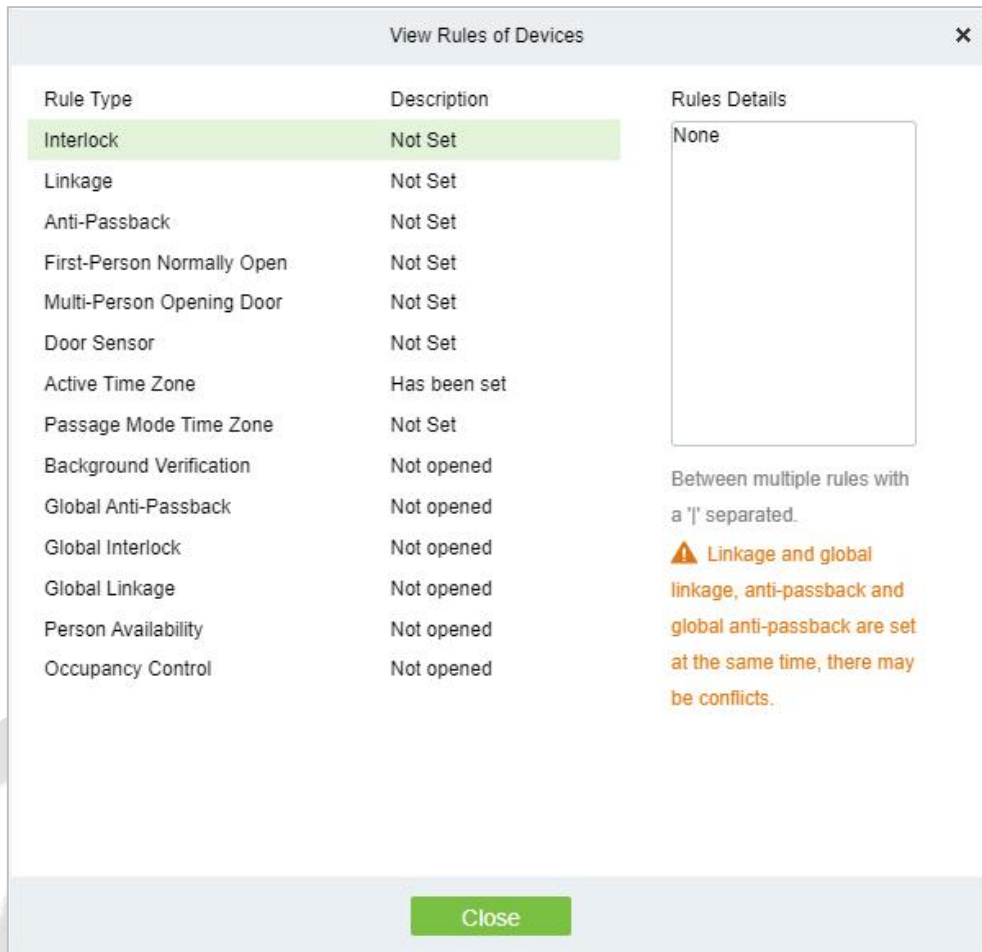 View Rules of Devices
Rule Type Description Rules Details
Interlock Not Set None
Linkage Not Set
Anti-Passback Not Set
First-Person Normally Open Not Set
Multi-Person Opening Door Not Set
Door Sensor Not Set
Active Time Zone Has been set
Passage Mode Time Zone Not Set
Background Verification Not opened
Global Anti-Passback Not opened
Global Interlock Not opened
Global Linkage Not opened
Person Availability Not opened
Occupancy Control Not opened
Between multiple rules with
a '|' separated.
Linkage and global
linkage, anti-passback and
global anti-passback are set
at the same time, there may
be conflicts.
Close